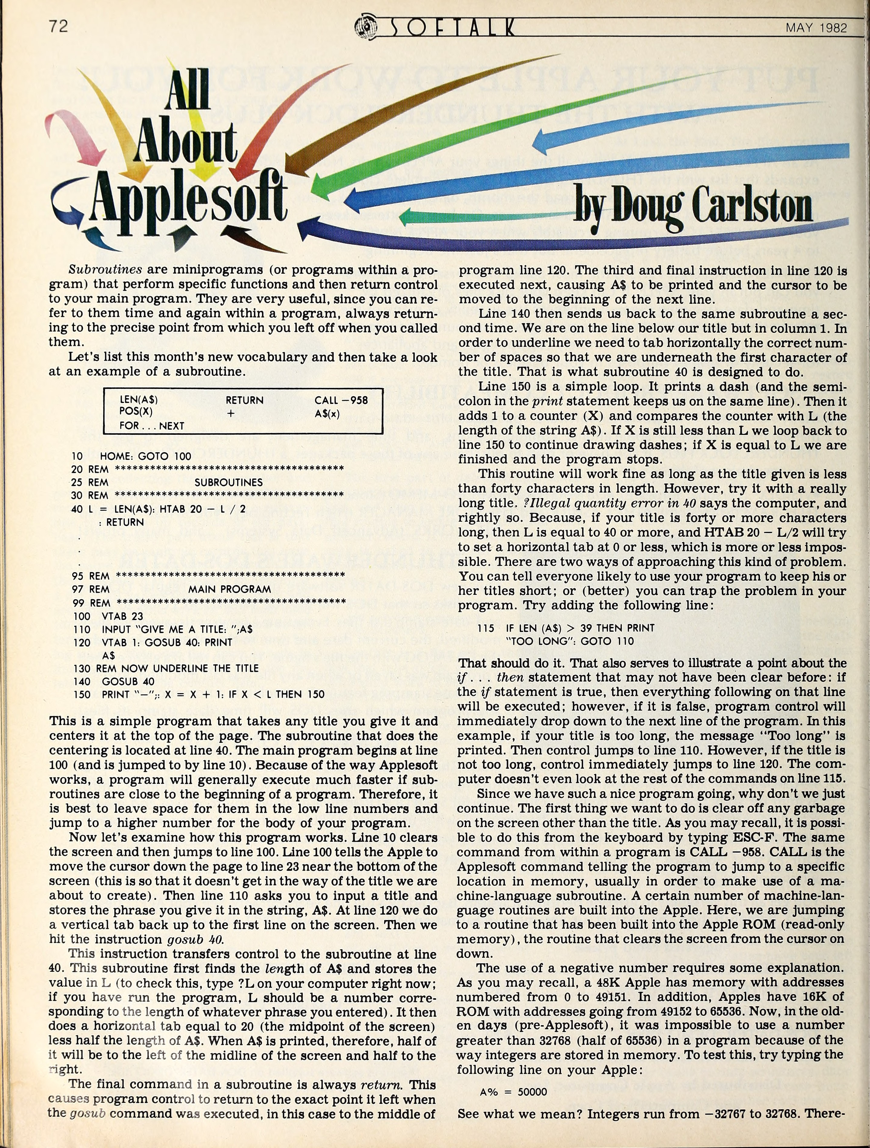 72
SOFTALK
MAY 1982
All
About
Applesoft
by Doug Carlston
Subroutines are miniprograms (or programs within a pro-
gram) that perform specific functions and then return control
to your main program. They are very useful, since you can re-
fer to them time and again within a program, always return-
ing to the precise point from which you left off when you called
them.
Let's list this month's new vocabulary and then take a look
at an example of a subroutine.
LEN(A$) RETURN CALL −958
POS(X) + A$(x)
FOR . . . NEXT
10 HOME: GOTO 100
20 REM ****************************************
25 REM SUBROUTINES
30 REM ****************************************
40 L = LEN(A$): HTAB 20 − L / 2
: RETURN
.
.
.
95 REM ****************************************
97 REM MAIN PROGRAM
99 REM ****************************************
100 VTAB 23
110 INPUT "GIVE ME A TITLE: ";A$
120 VTAB 1: GOSUB 40: PRINT
A$
130 REM NOW UNDERLINE THE TITLE
140 GOSUB 40
150 PRINT "−";: X = X + 1: IF X < L THEN 150
This is a simple program that takes any title you give it and
centers it at the top of the page. The subroutine that does the
centering is located at line 40. The main program begins at line
100 (and is jumped to by line 10). Because of the way Applesoft
works, a program will generally execute much faster if sub-
routines are close to the beginning of a program. Therefore, it
is best to leave space for them in the low line numbers and
jump to a higher number for the body of your program.
Now let's examine how this program works. Line 10 clears
the screen and then jumps to line 100. Line 100 tells the Apple to
move the cursor down the page to line 23 near the bottom of the
screen (this is so that it doesn't get in the way of the title we are
about to create). Then line 110 asks you to input a title and
stores the phrase you give it in the string, A$. At line 120 we do
a vertical tab back up to the first line on the screen. Then we
hit the instruction gosub 40.
This instruction transfers control to the subroutine at line
40. This subroutine first finds the length of A$ and stores the
value in L (to check this, type ?L on your computer right now;
if you have run the program, L should be a number corre-
sponding to the length of whatever phrase you entered). It then
does a horizontal tab equal to 20 (the midpoint of the screen)
less half the length of A$. When A$ is printed, therefore, half of
it will be to the left of the midline of the screen and half to the
right.
The final command in a subroutine is always return. This
causes program control to return to the exact point it left when
the gosub command was executed, in this case to the middle of
program line 120. The third and final instruction in line 120 is
executed next, causing A$ to be printed and the cursor to be
moved to the beginning of the next line.
Line 140 then sends us back to the same subroutine a sec-
ond time. We are on the line below our title but in column 1. In
order to underline we need to tab horizontally the correct num-
ber of spaces so that we are underneath the first character of
the title. That is what subroutine 40 is designed to do.
Line 150 is a simple loop. It prints a dash (and the semi-
colon in the print statement keeps us on the same line). Then it
adds 1 to a counter (X) and compares the counter with L (the
length of the string A$). If X is still less than L we loop back to
line 150 to continue drawing dashes; if X is equal to L we are
finished and the program stops.
This routine will work fine as long as the title given is less
than forty characters in length. However, try it with a really
long title. ?Illegal quantity error in 40 says the computer, and
rightly so. Because, if your title is forty or more characters
long, then L is equal to 40 or more, and HTAB 20 − L/2 will try
to set a horizontal tab at 0 or less, which is more or less impos-
sible. There are two ways of approaching this kind of problem.
You can tell everyone likely to use your program to keep his or
her titles short; or (better) you can trap the problem in your
program. Try adding the following line:
115 IF LEN (A$) > 39 THEN PRINT
"TOO LONG": GOTO 110
That should do it. That also serves to illustrate a point about the
if . . . then statement that may not have been clear before: if
the if statement is true, then everything following on that line
will be executed; however, if it is false, program control will
immediately drop down to the next line of the program. In this
example, if your title is too long, the message "Too long" is
printed. Then control jumps to line 110. However, if the title is
not too long, control immediately jumps to line 120. The com-
puter doesn't even look at the rest of the commands on line 115.
Since we have such a nice program going, why don't we just
continue. The first thing we want to do is clear off any garbage
on the screen other than the title. As you may recall, it is possi-
ble to do this from the keyboard by typing ESC-F. The same
command from within a program is CALL −958. CALL is the
Applesoft command telling the program to jump to a specific
location in memory, usually in order to make use of a ma-
chine-language subroutine. A certain number of machine-lan-
guage routines are built into the Apple. Here, we are jumping
to a routine that has been built into the Apple ROM (read-only
memory), the routine that clears the screen from the cursor on
down.
The use of a negative number requires some explanation.
As you may recall, a 48K Apple has memory with addresses
numbered from 0 to 49151. In addition, Apples have 16K of
ROM with addresses going from 49152 to 65536. Now, in the old-
en days (pre-Applesoft), it was impossible to use a number
greater than 32768 (half of 65536) in a program because of the
way integers are stored in memory. To test this, try typing the
following line on your Apple:
A% = 50000
See what we mean? Integers run from −32767 to 32768. There-